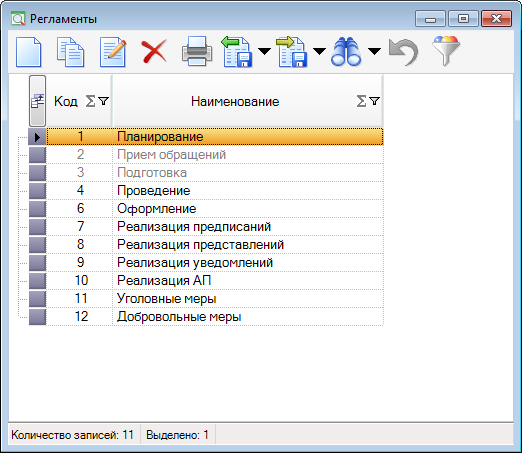 Регламенты
Код Σ Наименование Σ
1 Планирование
2 Прием обращений
3 Подготовка
4 Проведение
6 Оформление
7 Реализация предписаний
8 Реализация представлений
9 Реализация уведомлений
10 Реализация АП
11 Уголовные меры
12 Добровольные меры
Количество записей: 11 Выделено: 1